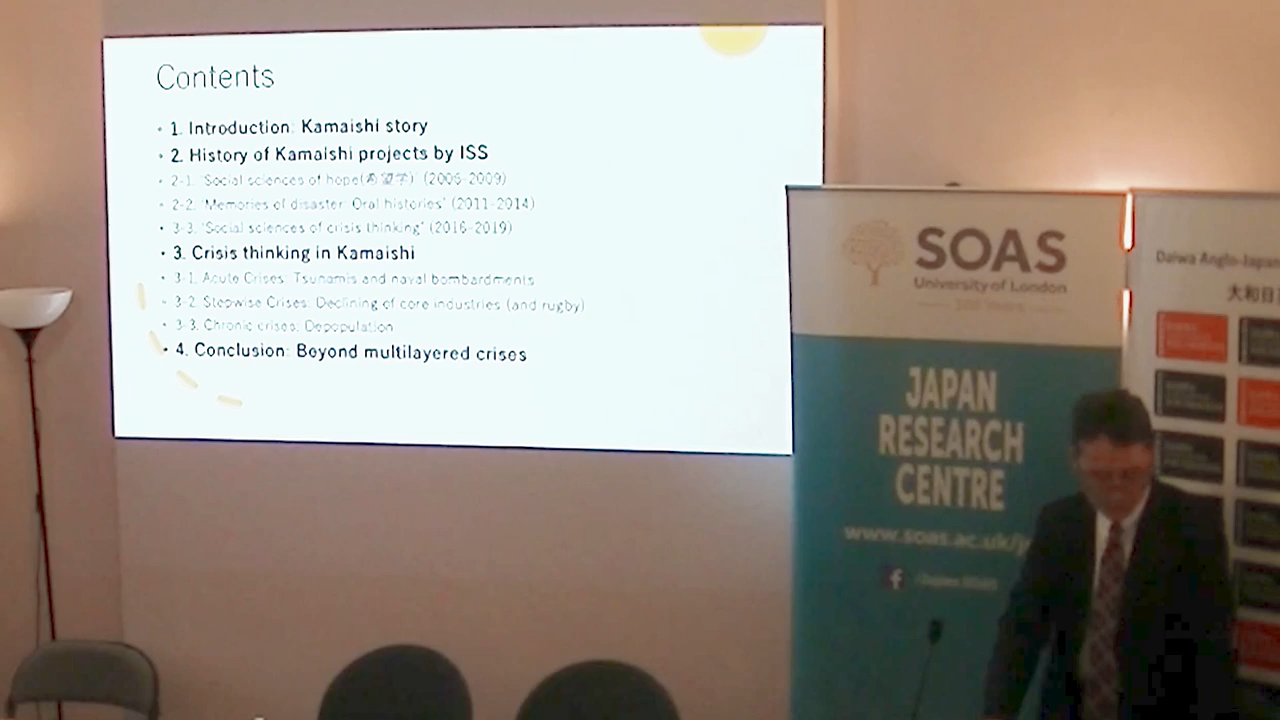 Contents
• 1. Introduction: Kamaishi story
• 2. History of Kamaishi projects by ISS
• 2-1. 'Social sciences of hope(希望学)' (2006-2009)
• 2-2. 'Memories of disaster: Oral histories' (2011-2014)
• 3-3. 'Social sciences of crisis thinking' (2016-2019)
• 3. Crisis thinking in Kamaishi
• 3-1. Acute Crises: Tsunamis and naval bombardments
• 3-2. Stepwise Crises: Declining of core industries (and rugby)
• 3-3. Chronic crises: Depopulation
• 4. Conclusion: Beyond multilayered crises
SOAS
University of London
JAPAN
RESEARCH
CENTRE
www.soas.ac.uk/j
f
Daiwa Anglo-Japan
大和日